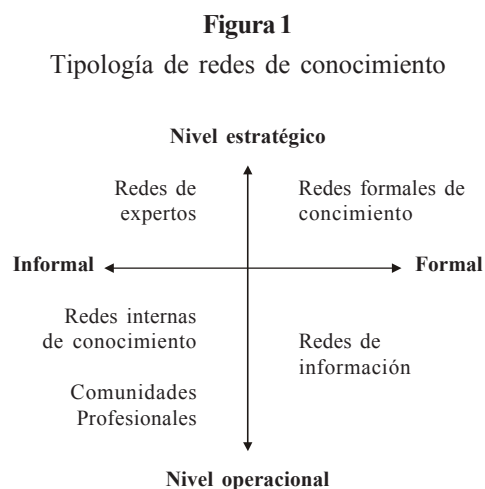 Figura 1
Tipología de redes de conocimiento
Nivel estratégico
Redes de
expertos
Redes formales de
concimiento
Informal
Formal
Redes internas
de conocimiento
Redes de
información
Comunidades
Profesionales
Nivel operacional